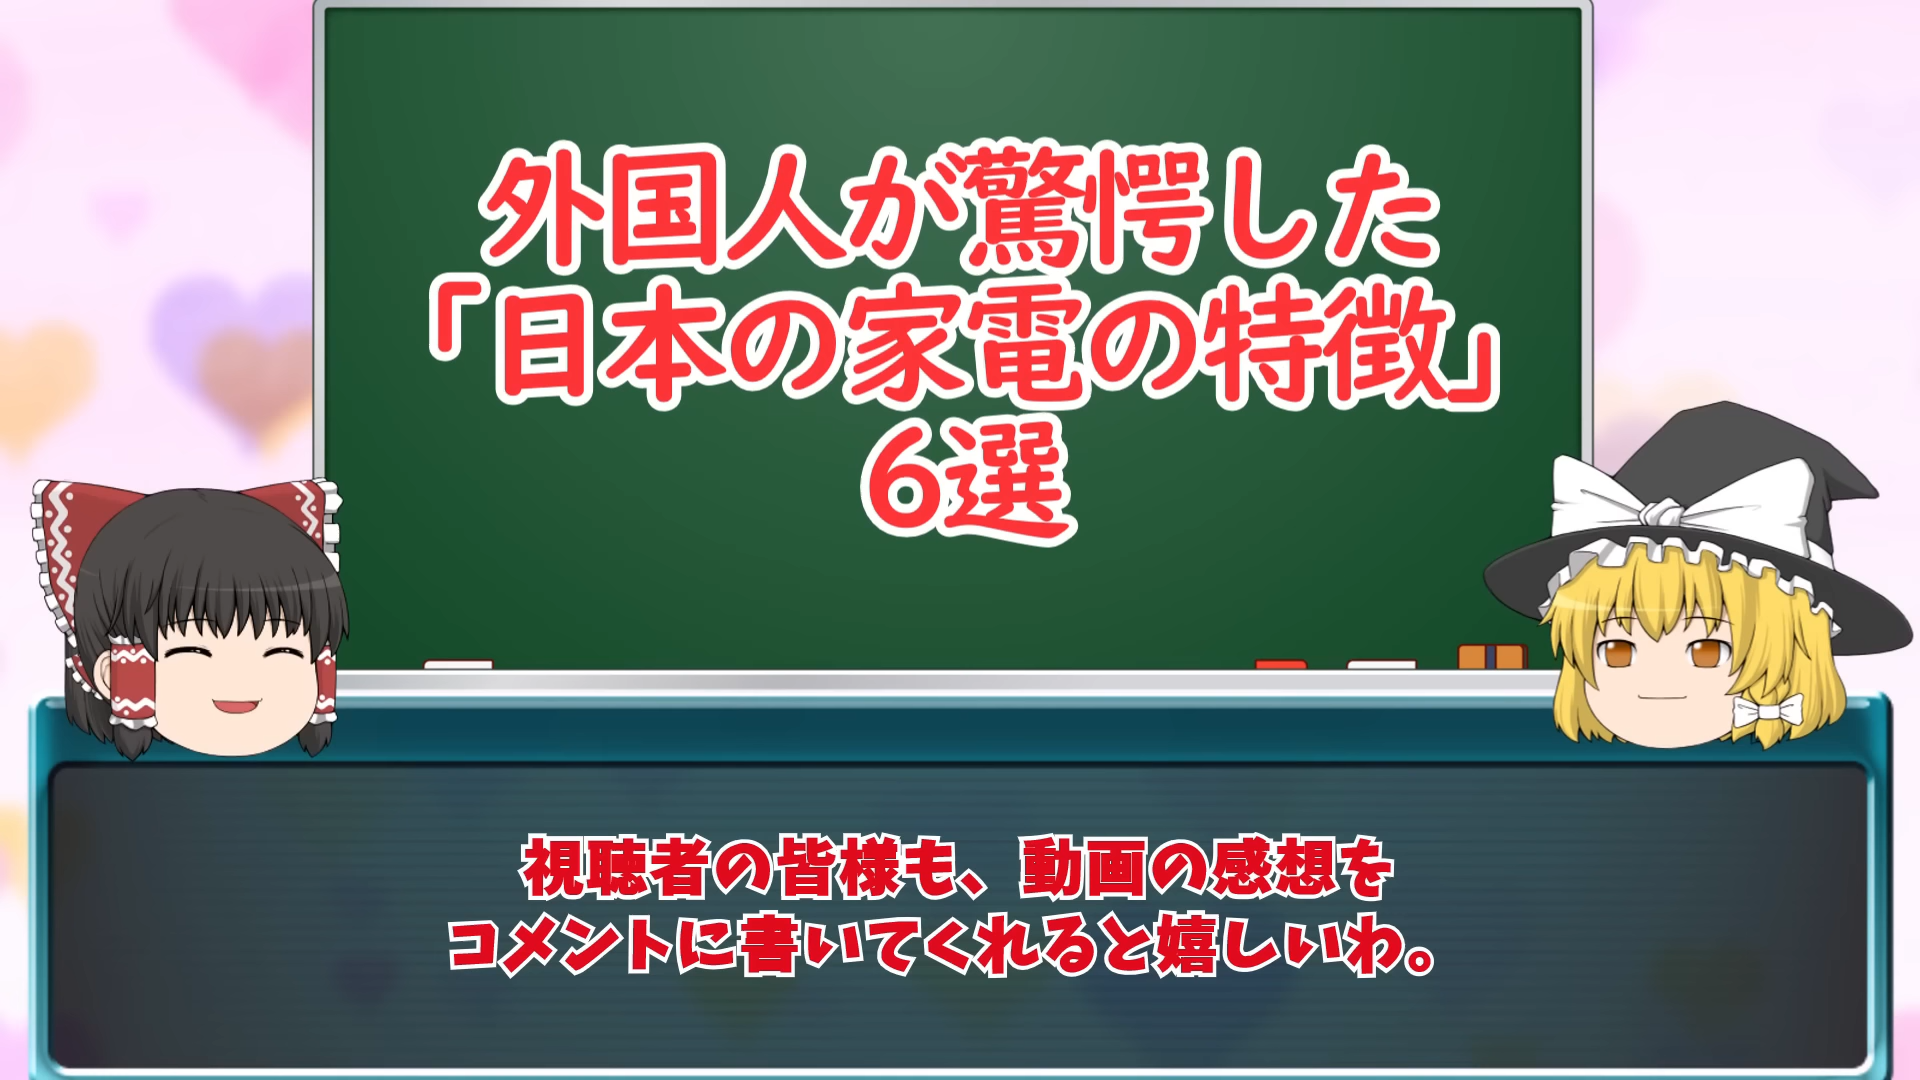 外国人が驚愕した
「日本の家電の特徴」
6選
視聴者の皆様も、動画の感想を
コメントに書いてくれると嬉しいわ。